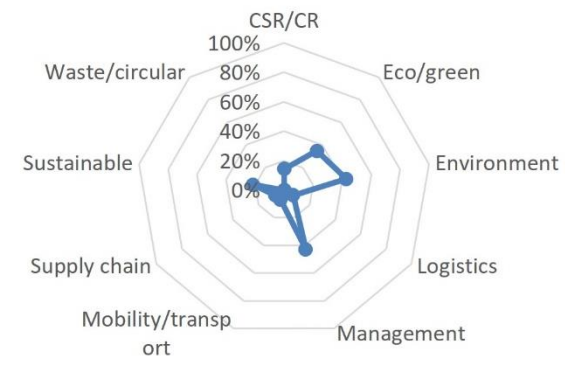 CSR/CR
100%
Waste/circular
80%
Eco/green
60%
40%
Sustainable
20%
Environment
0%
Supply chain
Logistics
Mobility/transp
ort
Management